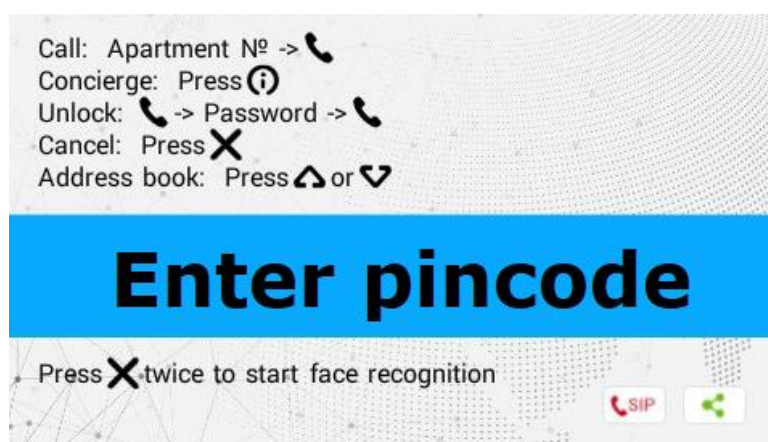 Call: Apartment Nº ->
Concierge: Press
Unlock: -> Password ->
Cancel: Press
Address book: Press or
Enter pincode
Press twice to start face recognition
SIP